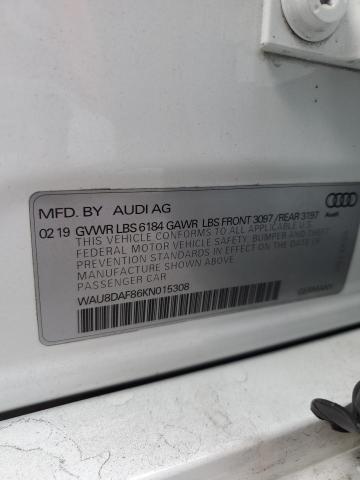 MFD. BY AUDI AG
Audi
02 19 GVWR LBS 6184 GAWR LBS FRONT 3097 /REAR 3197
THIS VEHICLE CONFORMS TO ALL APPLICABLE U.S.
FEDERAL MOTOR VEHICLE SAFETY, BUMPER AND THEFT
PREVENTION STANDARDS IN EFFECT ON THE DATE OF
MANUFACTURE SHOWN ABOVE.
PASSENGER CAR
WAU8DAF86KN015308
GERMANY